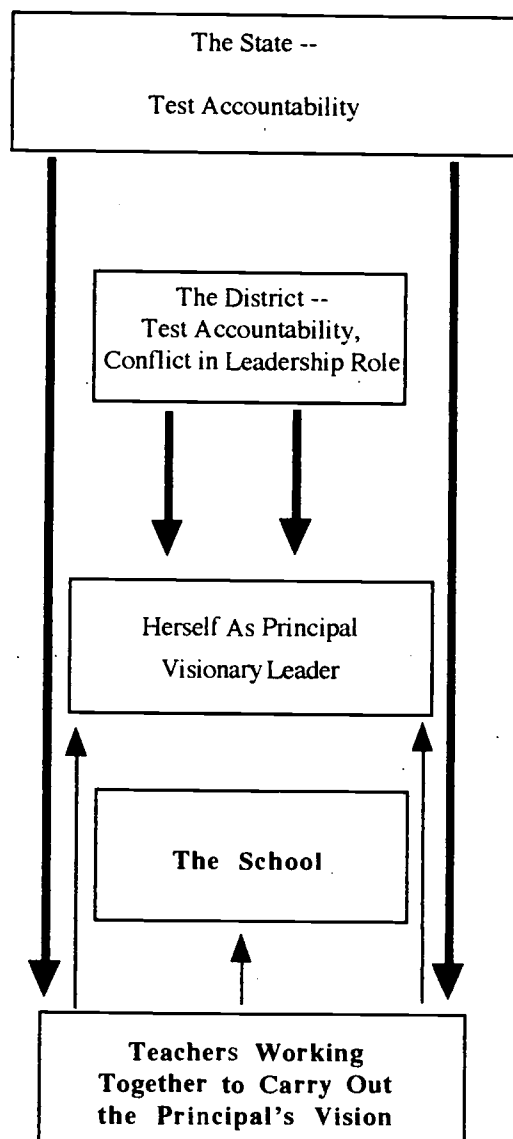 The State --
Test Accountability
The District --
Test Accountability,
Conflict in Leadership Role
Herself As Principal
Visionary Leader
The School
Teachers Working
Together to Carry Out
the Principal's Vision